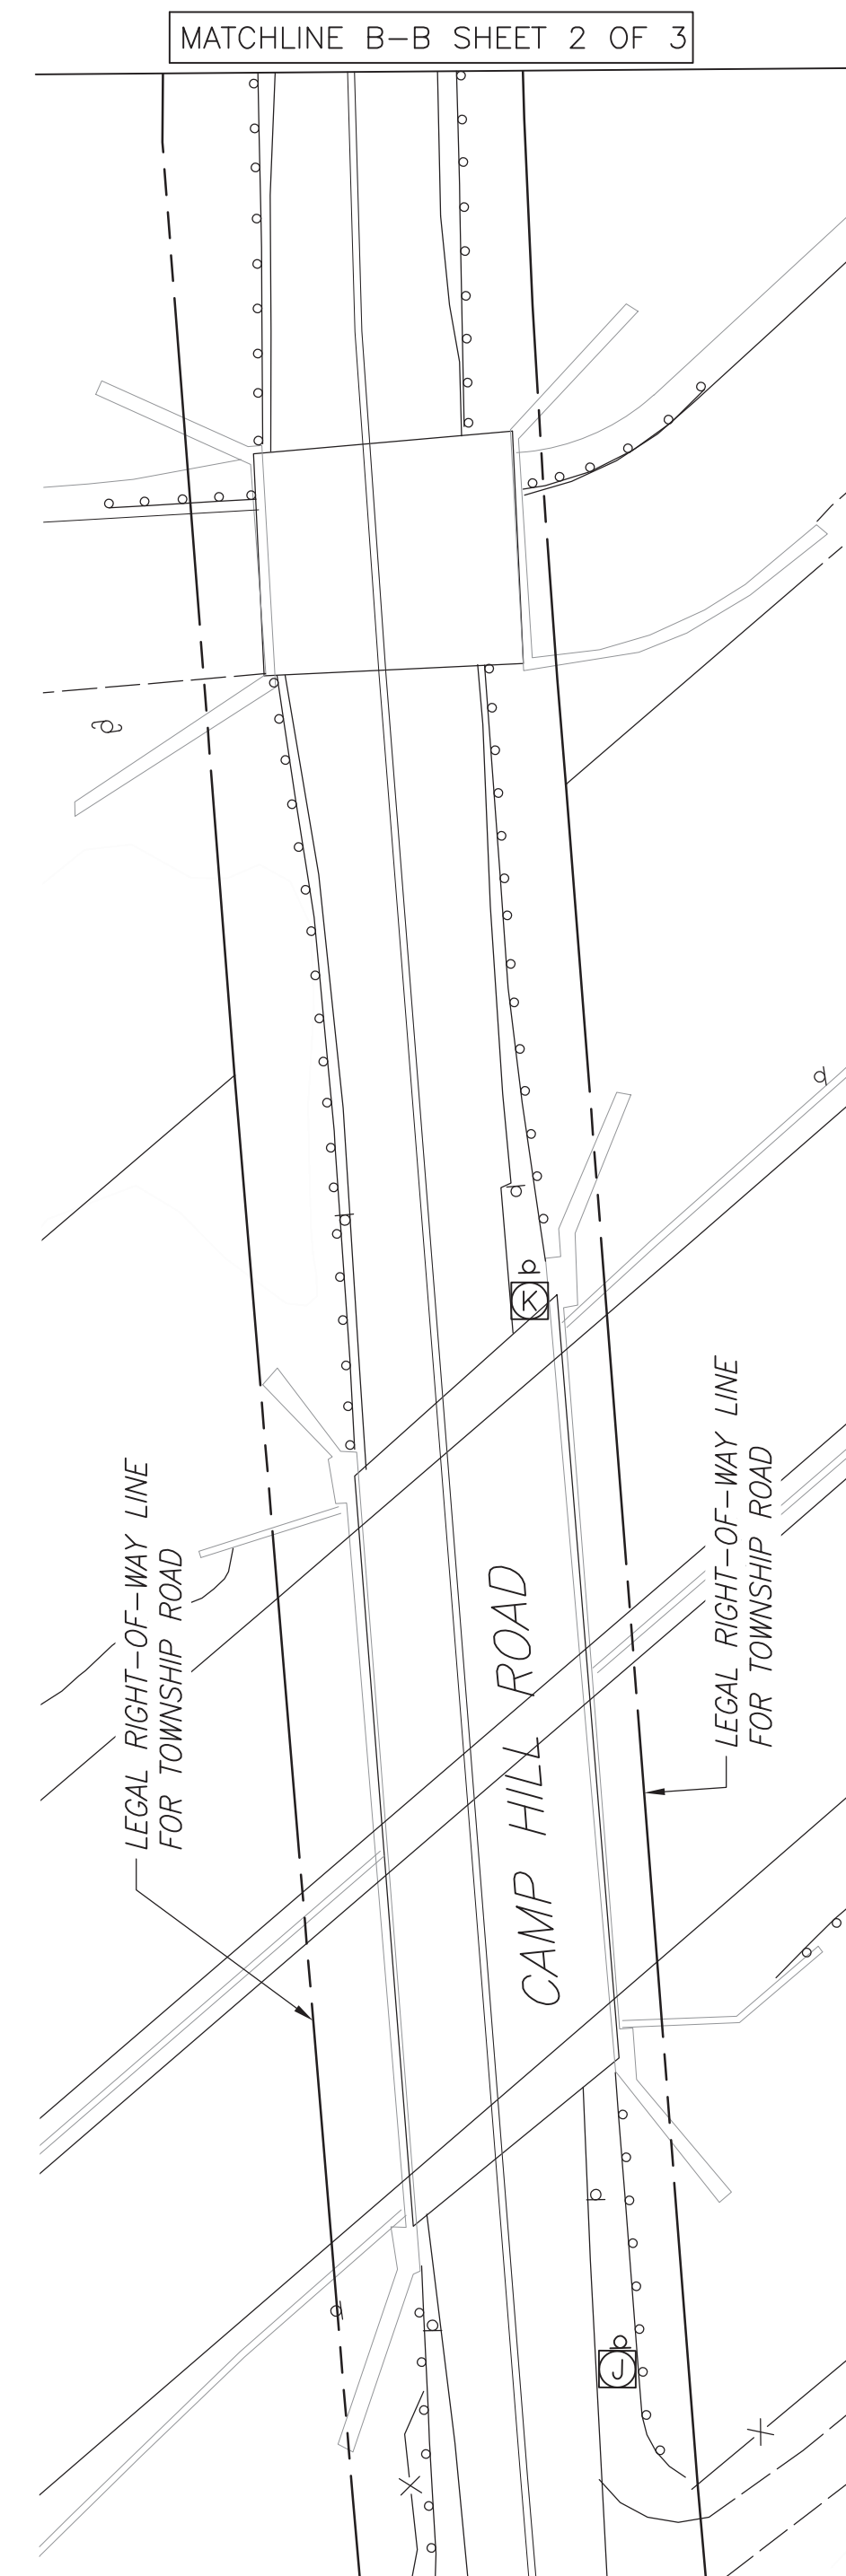 MATCHLINE B-B SHEET 2 OF 3
K
LEGAL RIGHT-OF-WAY LINE
FOR TOWNSHIP ROAD
LEGAL RIGHT-OF-WAY LINE
FOR TOWNSHIP ROAD
CAMP HILL ROAD
J